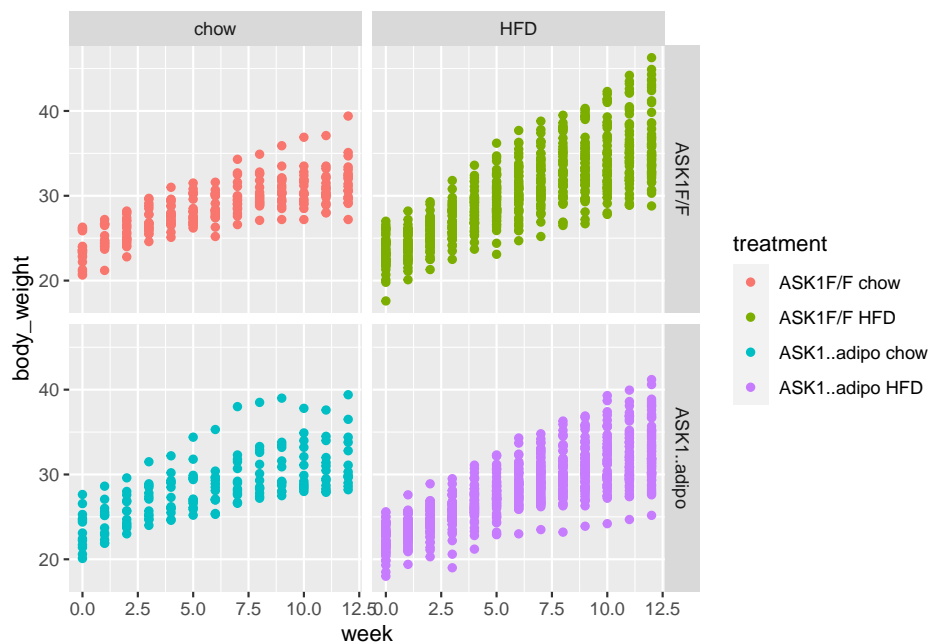 chow
HFD
40
30
20
ASK1F/F
40
30
20
ASK1..adipo
body_weight
0.0 2.5 5.0 7.5 10.0 12.5
0.0 2.5 5.0 7.5 10.0 12.5
week
treatment
ASK1F/F chow
ASK1F/F HFD
ASK1..adipo chow
ASK1..adipo HFD